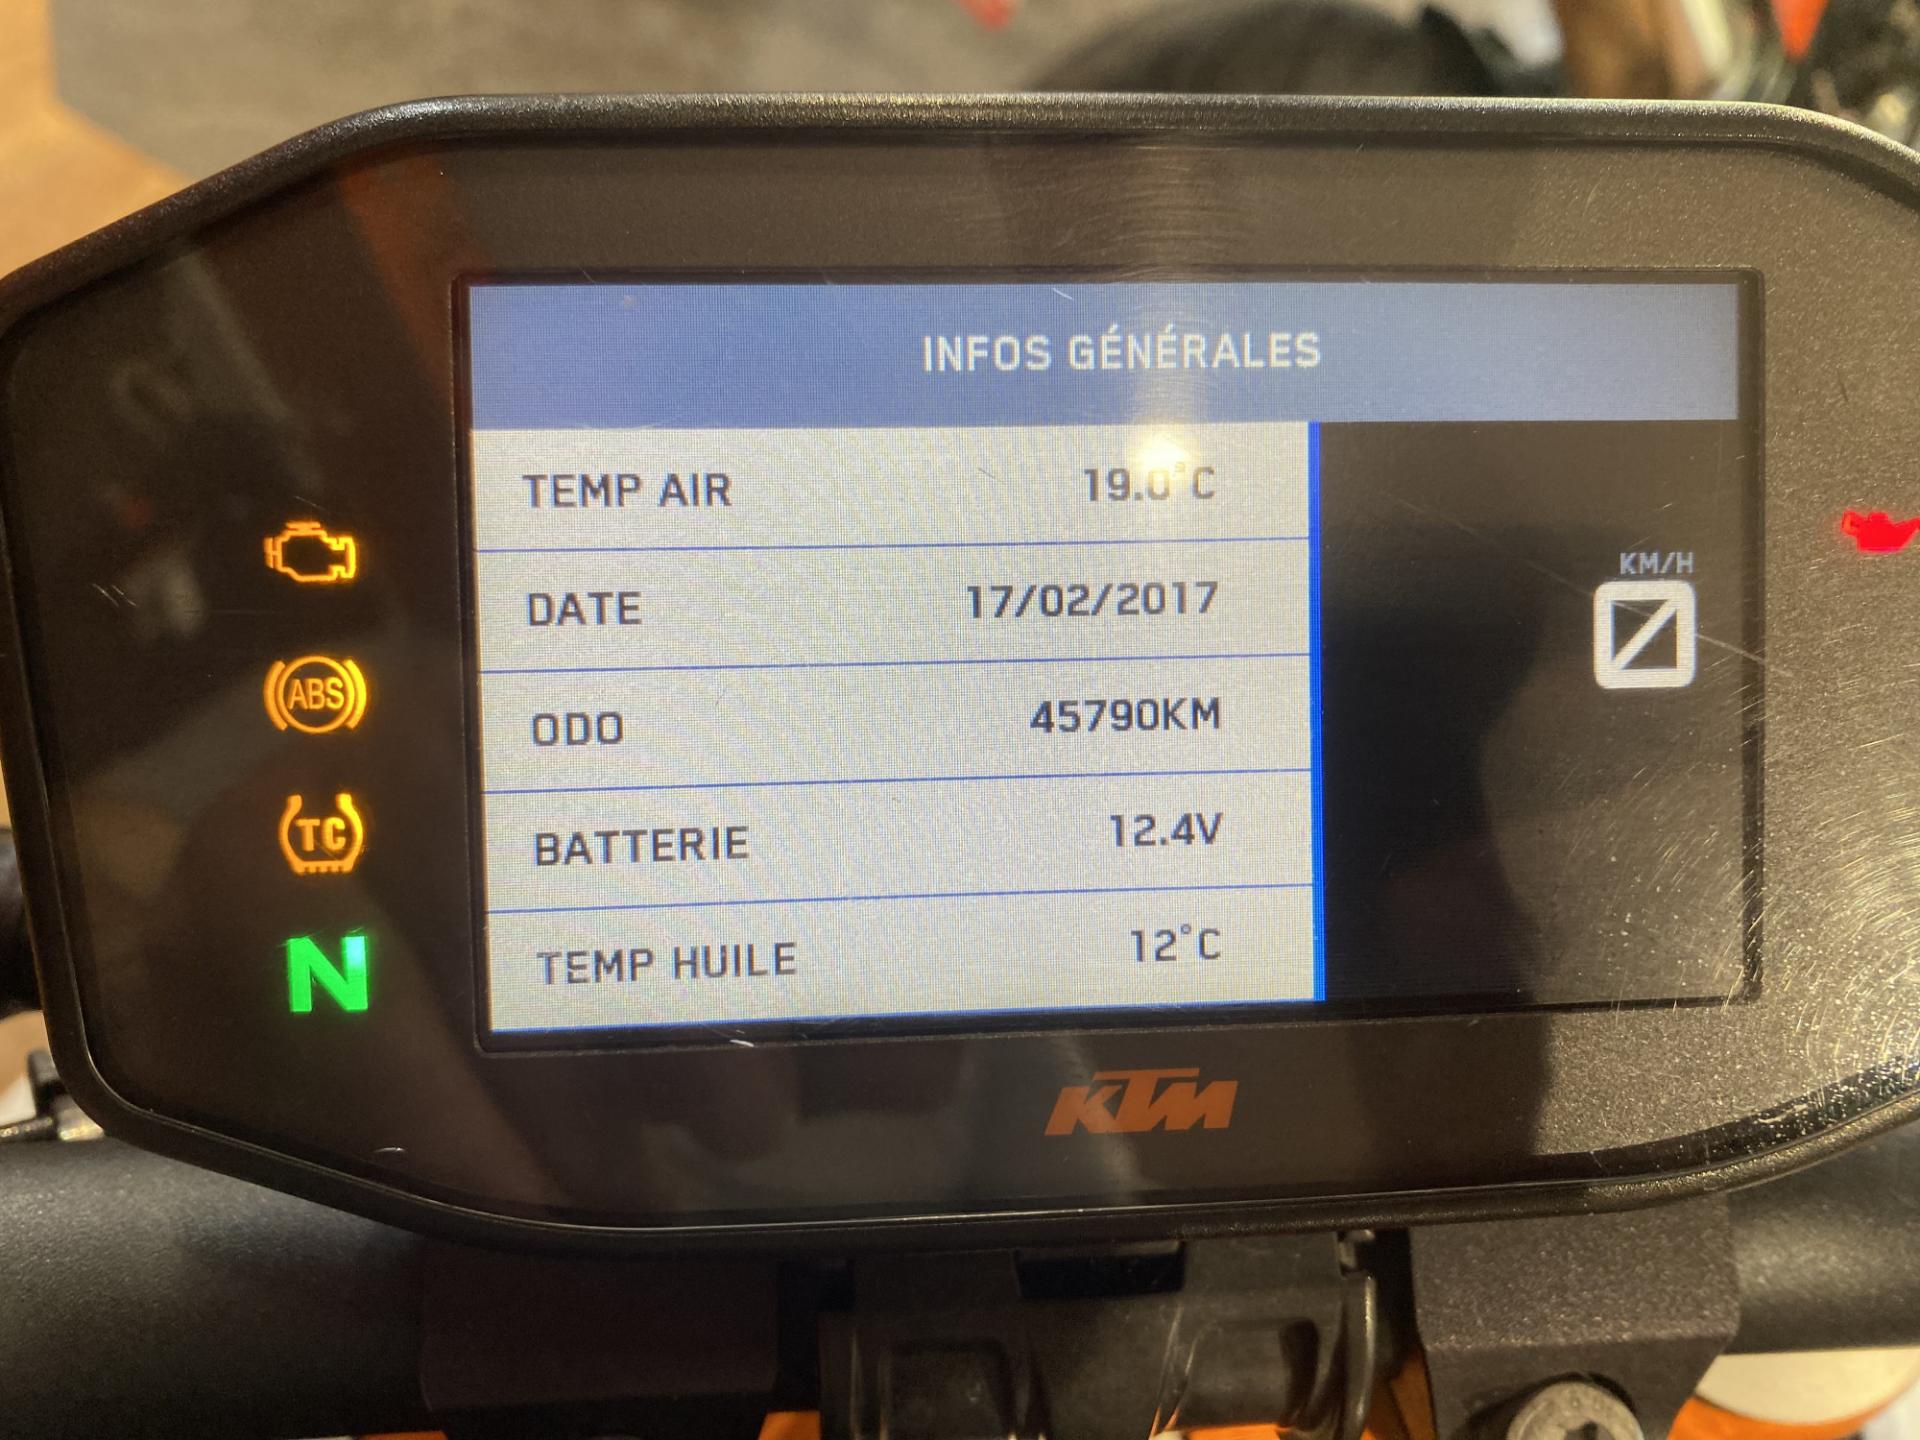 INFOS GÉNÉRALES
TEMP AIR 19.0°C
DATE 17/02/2017
ODO 45790KM
BATTERIE 12.4V
TEMP HUILE 12°C
KM/H
0
ABS
TC
N
KTM